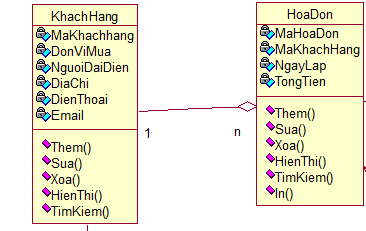 KhachHang
MaKhachhang
DonViMua
NguoiDaiDien
DiaChi
DienThoai
Email
Them()
Sua()
Xoa()
HienThi()
TimKiem()
1
n
HoaDon
MaHoaDon
MaKhachHang
NgayLap
TongTien
Them()
Sua()
Xoa()
HienThi()
TimKiem()
In()